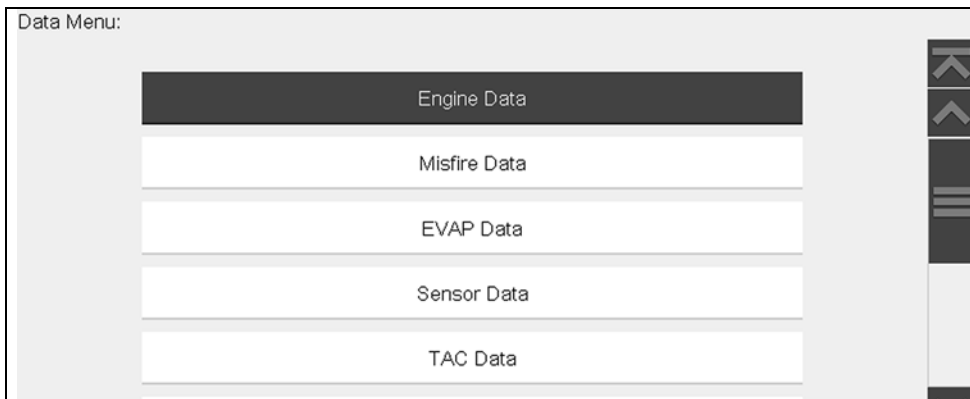 Data Menu:
Engine Data
Misfire Data
EVAP Data
Sensor Data
TAC Data